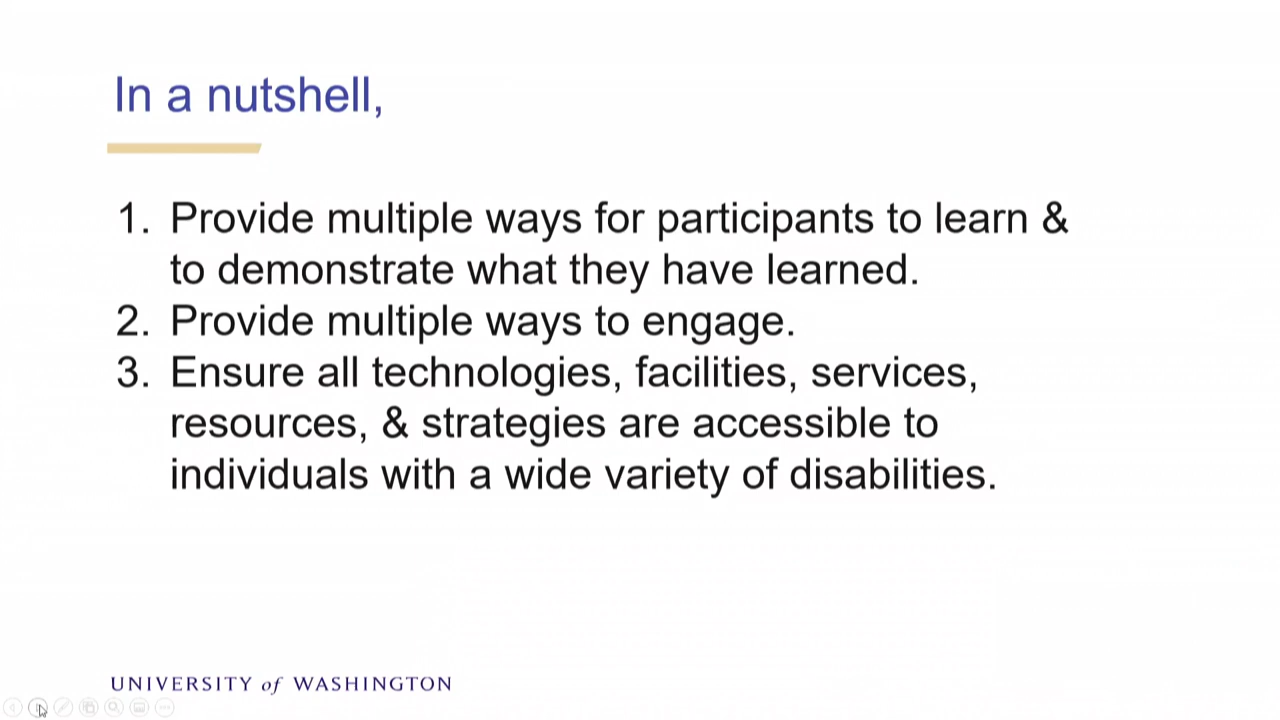 In a nutshell,
1. Provide multiple ways for participants to learn &
to demonstrate what they have learned.
2. Provide multiple ways to engage.
3. Ensure all technologies, facilities, services,
resources, & strategies are accessible to
individuals with a wide variety of disabilities.
UNIVERSITY of WASHINGTON